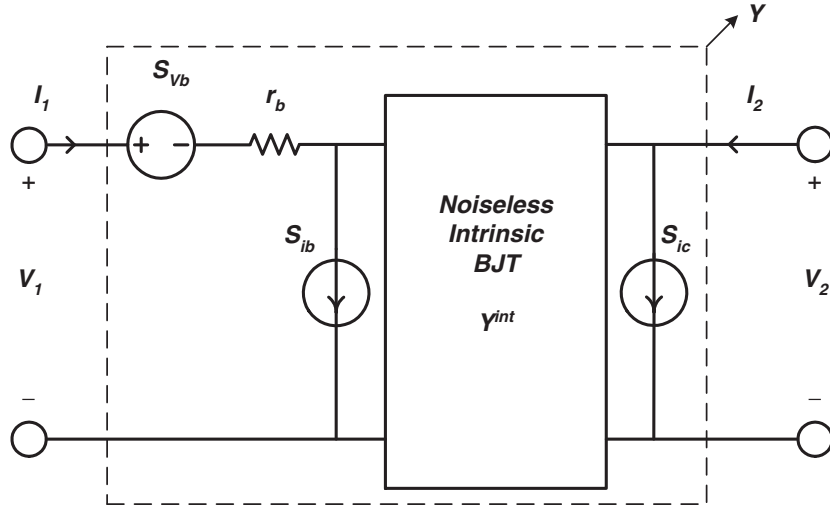 Y
S_Vb
I_1
r_b
I_2
+
−
+
+
Noiseless
Intrinsic
BJT
S_ib
S_ic
V_1
V_2
Y^int
−
−